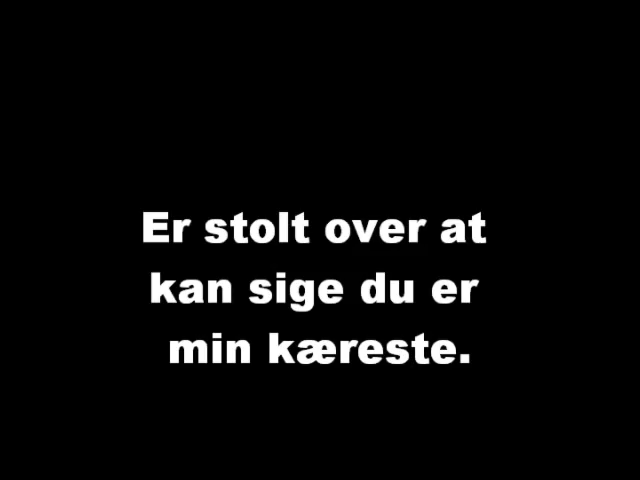 Er stolt over at
kan sige du er
min kæreste.